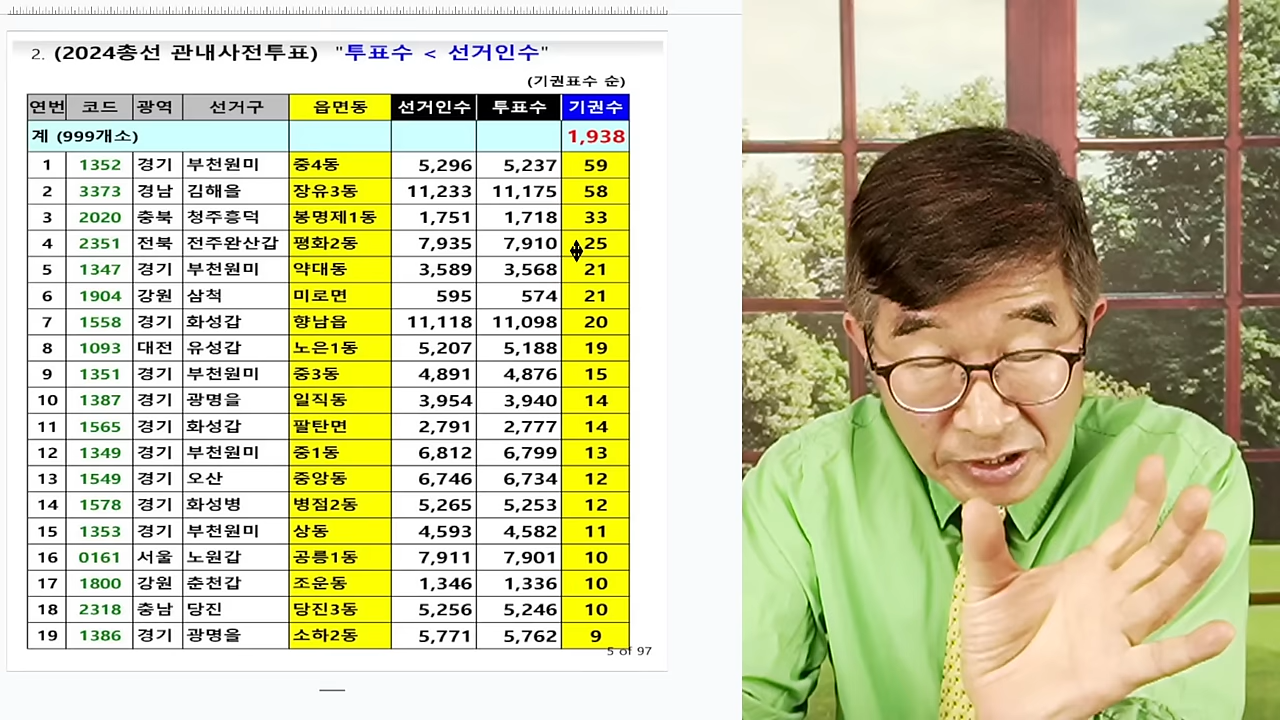 2. (2024총선 관내사전투표) "투표수 < 선거인수"
(기권표수 순)
연번 코드 광역 선거구 읍면동 선거인수 투표수 기권수
계 (999개소) 1,938
1 1352 경기 부천원미 중4동 5,296 5,237 59
2 3373 경남 김해을 장유3동 11,233 11,175 58
3 2020 충북 청주흥덕 봉명제1동 1,751 1,718 33
4 2351 전북 전주완산갑 평화2동 7,935 7,910 25
5 1347 경기 부천원미 약대동 3,589 3,568 21
6 1904 강원 삼척 미로면 595 574 21
7 1558 경기 화성갑 향남읍 11,118 11,098 20
8 1093 대전 유성갑 노은1동 5,207 5,188 19
9 1351 경기 부천원미 중3동 4,891 4,876 15
10 1387 경기 광명을 일직동 3,954 3,940 14
11 1565 경기 화성갑 팔탄면 2,791 2,777 14
12 1349 경기 부천원미 중1동 6,812 6,799 13
13 1549 경기 오산 중앙동 6,746 6,734 12
14 1578 경기 화성병 병점2동 5,265 5,253 12
15 1353 경기 부천원미 상동 4,593 4,582 11
16 0161 서울 노원갑 공릉1동 7,911 7,901 10
17 1800 강원 춘천갑 조운동 1,346 1,336 10
18 2318 충남 당진 당진3동 5,256 5,246 10
19 1386 경기 광명을 소하2동 5,771 5,762 9
5 of 97